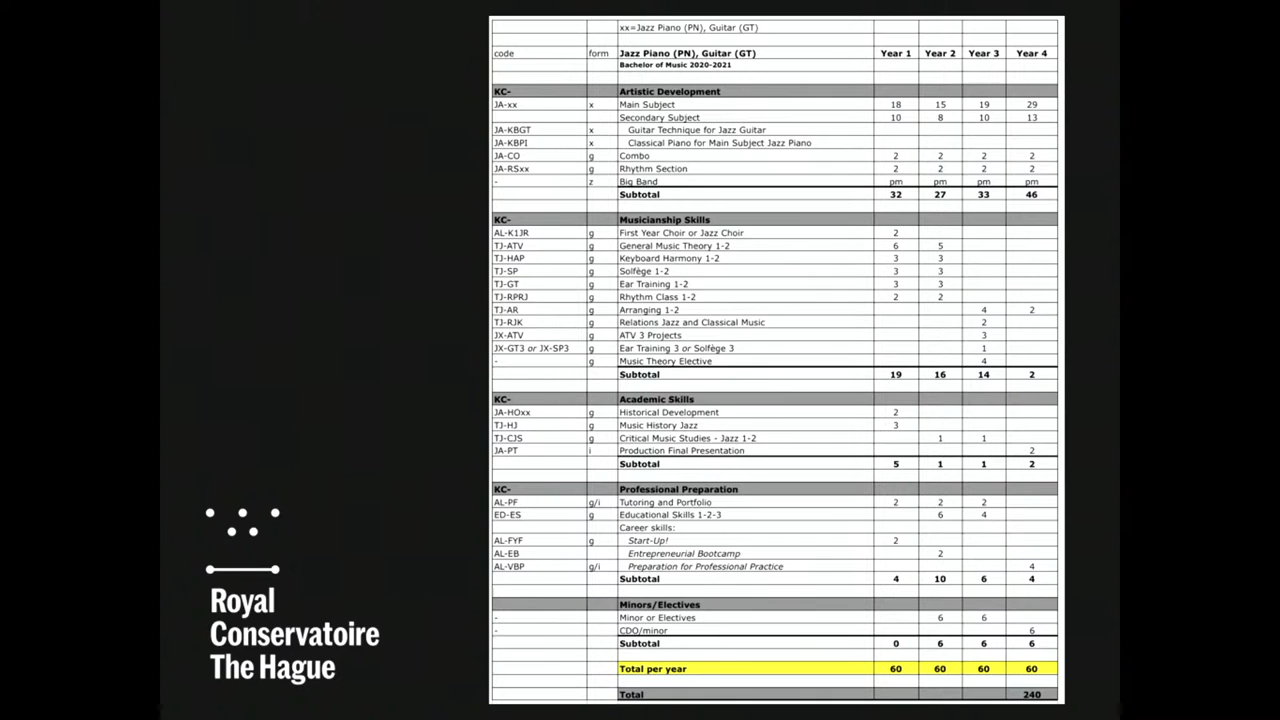 xx=Jazz Piano (PN), Guitar (GT)
code form Jazz Piano (PN), Guitar (GT) Year 1 Year 2 Year 3 Year 4
Bachelor of Music 2020-2021
KC- Artistic Development
JA-xx x Main Subject 18 15 19 29
Secondary Subject 10 8 10 13
JA-KBGT x Guitar Technique for Jazz Guitar
JA-KBPI x Classical Piano for Main Subject Jazz Piano
JA-CO g Combo 2 2 2 2
JA-RSxx g Rhythm Section 2 2 2 2
- z Big Band pm pm pm pm
Subtotal 32 27 33 46
KC- Musicianship Skills
AL-K1JR g First Year Choir or Jazz Choir 2
TJ-ATV g General Music Theory 1-2 6 5
TJ-HAP g Keyboard Harmony 1-2 3 3
TJ-SP g Solfège 1-2 3 3
TJ-GT g Ear Training 1-2 3 3
TJ-RPRJ g Rhythm Class 1-2 2 2
TJ-AR g Arranging 1-2 4 2
TJ-RJK g Relations Jazz and Classical Music 2
JX-ATV g ATV 3 Projects 3
JX-GT3 or JX-SP3 g Ear Training 3 or Solfège 3 1
- g Music Theory Elective 4
Subtotal 19 16 14 2
KC- Academic Skills
JA-HOxx g Historical Development 2
TJ-HJ g Music History Jazz 3
TJ-CJS g Critical Music Studies - Jazz 1-2 1 1
JA-PT i Production Final Presentation 2
Subtotal 5 1 1 2
KC- Professional Preparation
AL-PF g/i Tutoring and Portfolio 2 2 2
ED-ES g Educational Skills 1-2-3 6 4
Career skills:
AL-FYF g Start-Up! 2
AL-EB Entrepreneurial Bootcamp 2
AL-VBP g/i Preparation for Professional Practice 4
Subtotal 4 10 6 4
Minors/Electives
- Minor or Electives 6 6
- CDO/minor 6
Subtotal 0 6 6 6
Total per year 60 60 60 60
Total 240
Royal
Conservatoire
The Hague